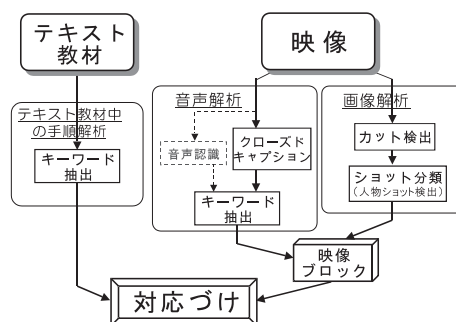 テキスト
教材
映像
テキスト教材中
の手順解析
キーワード
抽出
音声解析
音声認識
クローズド
キャプション
キーワード
抽出
画像解析
カット検出
ショット分類
(人物ショット検出)
映像
ブロック
対応づけ